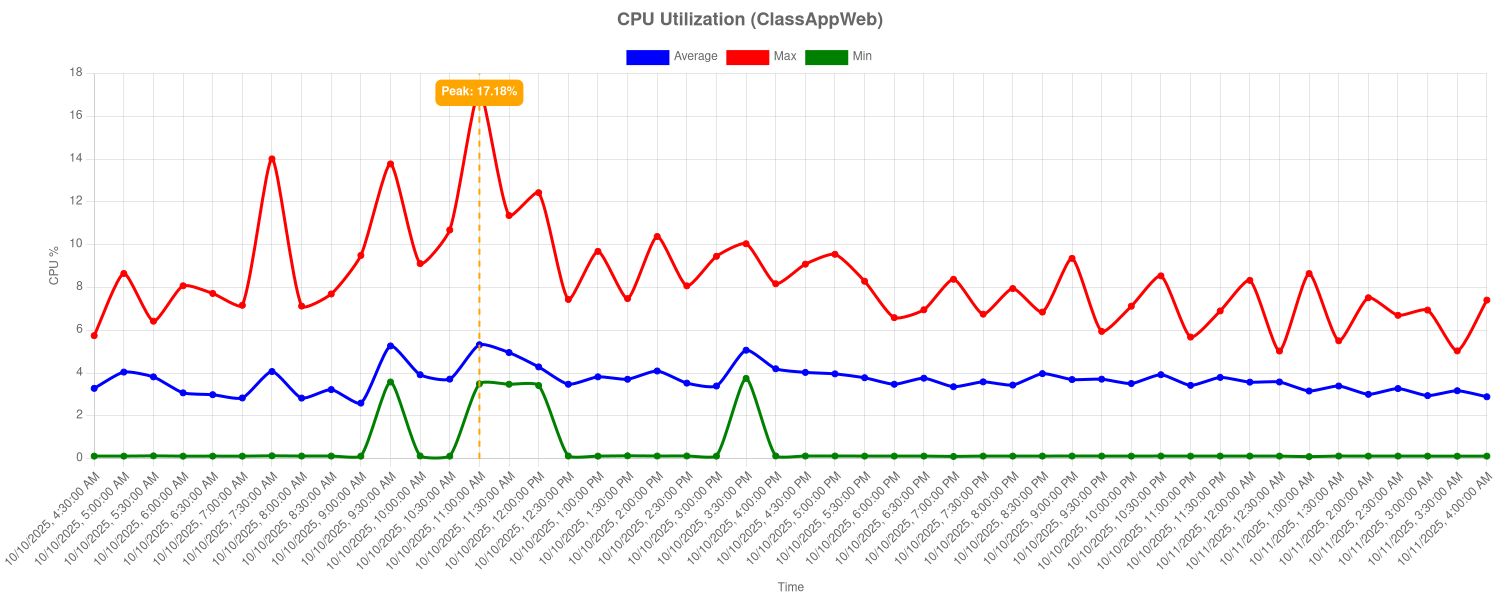 CPU Utilization (ClassAppWeb)
Average Max Min
Peak: 17.18%
18
16
14
12
10
8
6
4
2
0
CPU %
10/10/2025, 4:30:00 AM
10/10/2025, 5:00:00 AM
10/10/2025, 5:30:00 AM
10/10/2025, 6:00:00 AM
10/10/2025, 6:30:00 AM
10/10/2025, 7:00:00 AM
10/10/2025, 7:30:00 AM
10/10/2025, 8:00:00 AM
10/10/2025, 8:30:00 AM
10/10/2025, 9:00:00 AM
10/10/2025, 9:30:00 AM
10/10/2025, 10:00:00 AM
10/10/2025, 10:30:00 AM
10/10/2025, 11:00:00 AM
10/10/2025, 11:30:00 AM
10/10/2025, 12:00:00 PM
10/10/2025, 12:30:00 PM
10/10/2025, 1:00:00 PM
10/10/2025, 1:30:00 PM
10/10/2025, 2:00:00 PM
10/10/2025, 2:30:00 PM
10/10/2025, 3:00:00 PM
10/10/2025, 3:30:00 PM
10/10/2025, 4:00:00 PM
10/10/2025, 4:30:00 PM
10/10/2025, 5:00:00 PM
10/10/2025, 5:30:00 PM
10/10/2025, 6:00:00 PM
10/10/2025, 6:30:00 PM
10/10/2025, 7:00:00 PM
10/10/2025, 7:30:00 PM
10/10/2025, 8:00:00 PM
10/10/2025, 8:30:00 PM
10/10/2025, 9:00:00 PM
10/10/2025, 9:30:00 PM
10/10/2025, 10:00:00 PM
10/10/2025, 10:30:00 PM
10/10/2025, 11:00:00 PM
10/10/2025, 11:30:00 PM
10/11/2025, 12:00:00 AM
10/11/2025, 12:30:00 AM
10/11/2025, 1:00:00 AM
10/11/2025, 1:30:00 AM
10/11/2025, 2:00:00 AM
10/11/2025, 2:30:00 AM
10/11/2025, 3:00:00 AM
10/11/2025, 3:30:00 AM
10/11/2025, 4:00:00 AM
Time